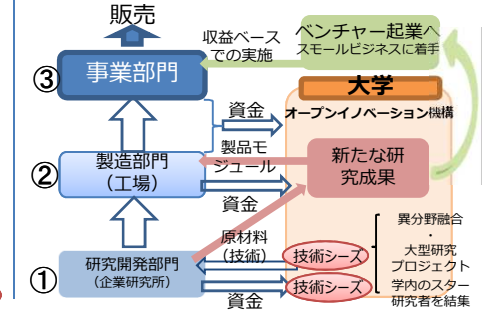 販売
③
事業部門
収益ベース
での実施
ベンチャー起業へ
スモールビジネスに着手
大学
オープンイノベーション機構
資金
②
製造部門
（工場）
製品モ
ジュール
資金
新たな研
究成果
原材料
（技術）
①
研究開発部門
（企業研究所）
資金
技術シーズ
技術シーズ
異分野融合
・
大型研究
プロジェクト
学内のスター
研究者を結集